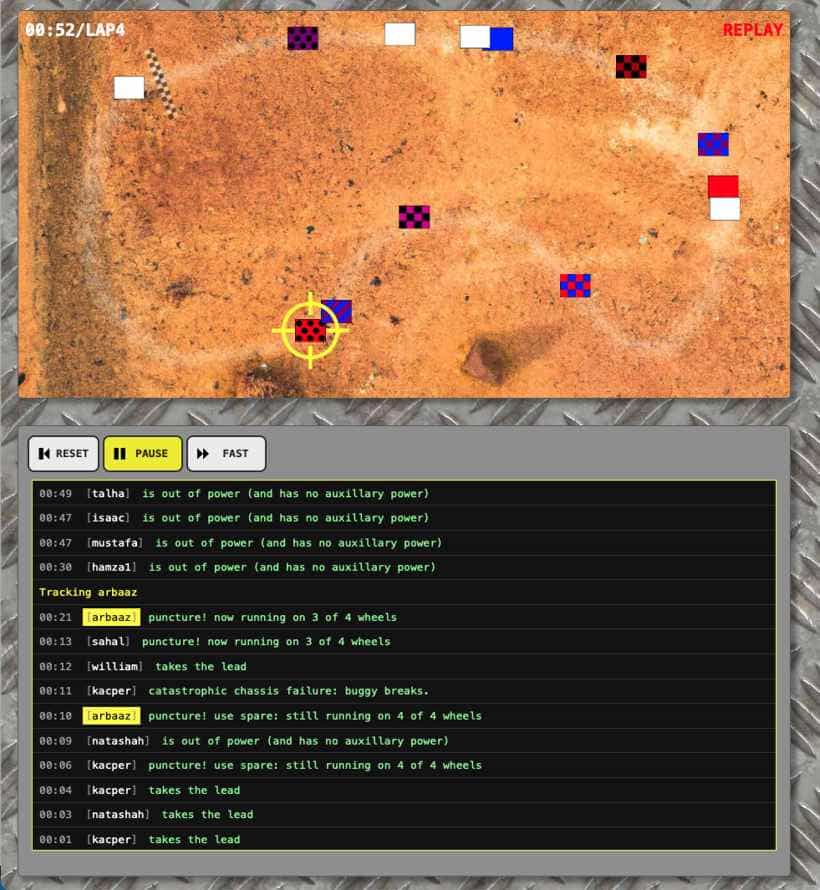 00:52/LAP4
REPLAY
RESET
PAUSE
FAST
00:49 [talha] is out of power (and has no auxillary power)
00:47 [isaac] is out of power (and has no auxillary power)
00:47 [mustafa] is out of power (and has no auxillary power)
00:30 [hamza1] is out of power (and has no auxillary power)
Tracking arbaaz
00:21 [arbaaz] puncture! now running on 3 of 4 wheels
00:13 [sahal] puncture! now running on 3 of 4 wheels
00:12 [william] takes the lead
00:11 [kacper] catastrophic chassis failure: buggy breaks.
00:10 [arbaaz] puncture! use spare: still running on 4 of 4 wheels
00:09 [natashah] is out of power (and has no auxillary power)
00:06 [kacper] puncture! use spare: still running on 4 of 4 wheels
00:04 [kacper] takes the lead
00:03 [natashah] takes the lead
00:01 [kacper] takes the lead